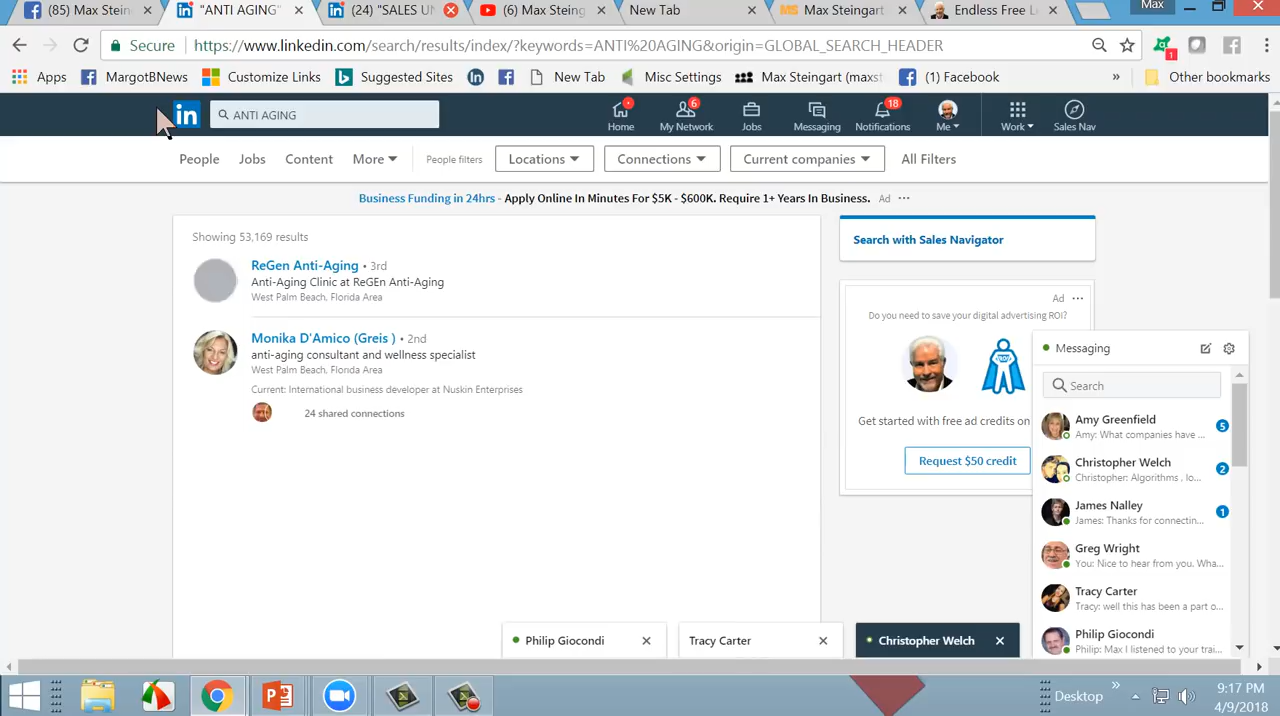 (85) Max Stein
"ANTI AGING"
(24) "SALES U
(6) Max Steing
New Tab
Max Steingart
Endless Free L
Max
Secure
https://www.linkedin.com/search/results/index/?keywords=ANTI%20AGING&origin=GLOBAL_SEARCH_HEADER
1
Apps
MargotBNews
Customize Links
Suggested Sites
New Tab
Misc Settings
Max Steingart (maxst
(1) Facebook
»
Other bookmarks
in
ANTI AGING
Home
6
My Network
Jobs
Messaging
18
Notifications
Me
Work
Sales Nav
People
Jobs
Content
More
People filters
Locations
Connections
Current companies
All Filters
Business Funding in 24hrs - Apply Online In Minutes For $5K - $600K. Require 1+ Years In Business. Ad ···
Showing 53,169 results
ReGen Anti-Aging • 3rd
Anti-Aging Clinic at ReGEn Anti-Aging
West Palm Beach, Florida Area
Monika D'Amico (Greis ) • 2nd
anti-aging consultant and wellness specialist
West Palm Beach, Florida Area
Current: International business developer at Nuskin Enterprises
24 shared connections
Search with Sales Navigator
Ad ···
Do you need to save your digital advertising ROI?
Get started with free ad credits on
Request $50 credit
Messaging
Search
Amy Greenfield
Amy: What companies have ...
5
Christopher Welch
Christopher: Algorithms . lo...
2
James Nalley
James: Thanks for connectin...
1
Greg Wright
You: Nice to hear from you. Wha...
Tracy Carter
Tracy: well this has been a part o...
Philip Giocondi
Philip: Max I listened to your trai...
Philip Giocondi
Tracy Carter
Christopher Welch
Desktop
»
9:17 PM
4/9/2018